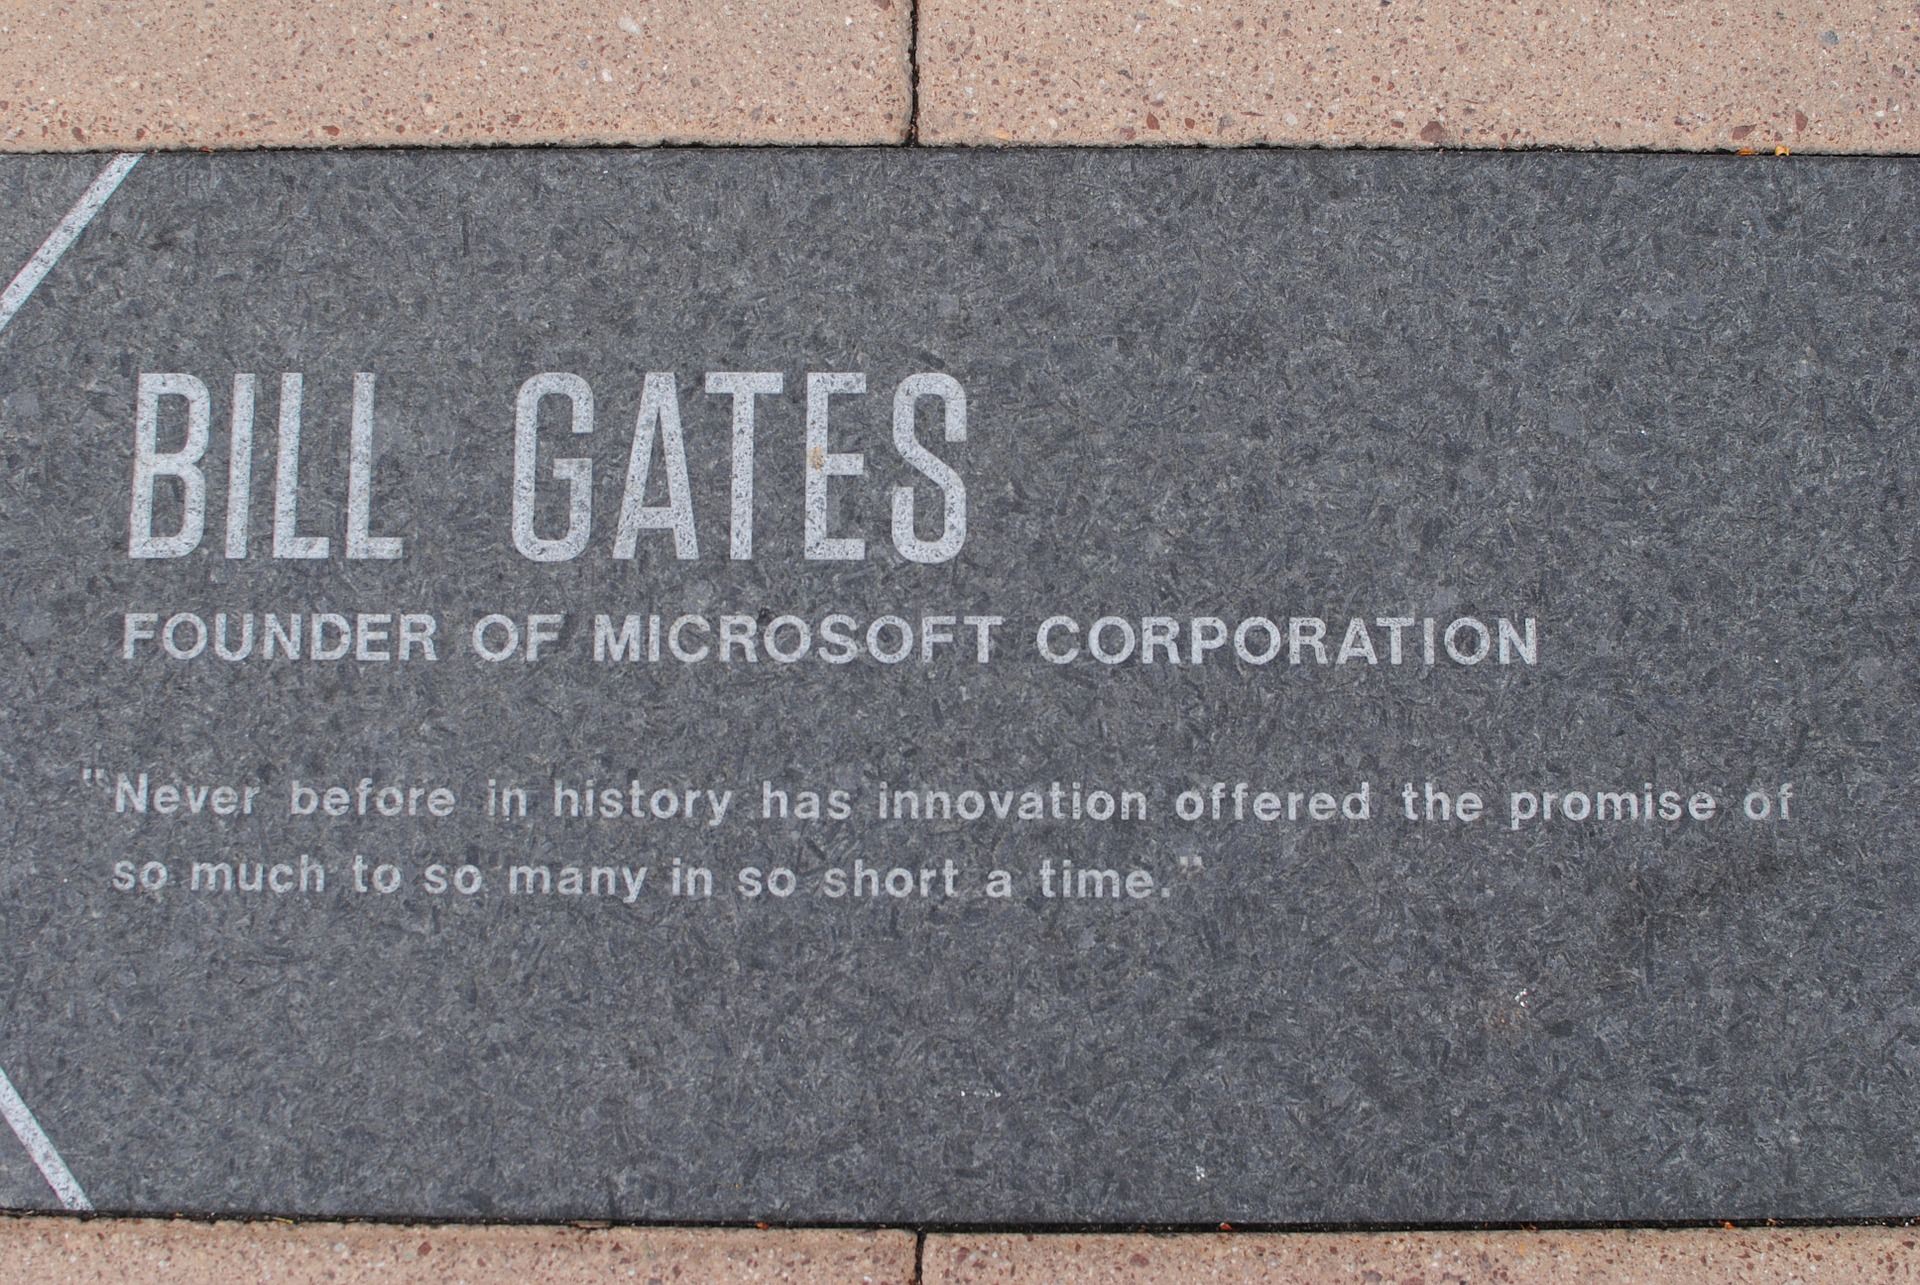 BILL GATES
FOUNDER OF MICROSOFT CORPORATION
"Never before in history has innovation offered the promise of
so much to so many in so short a time."